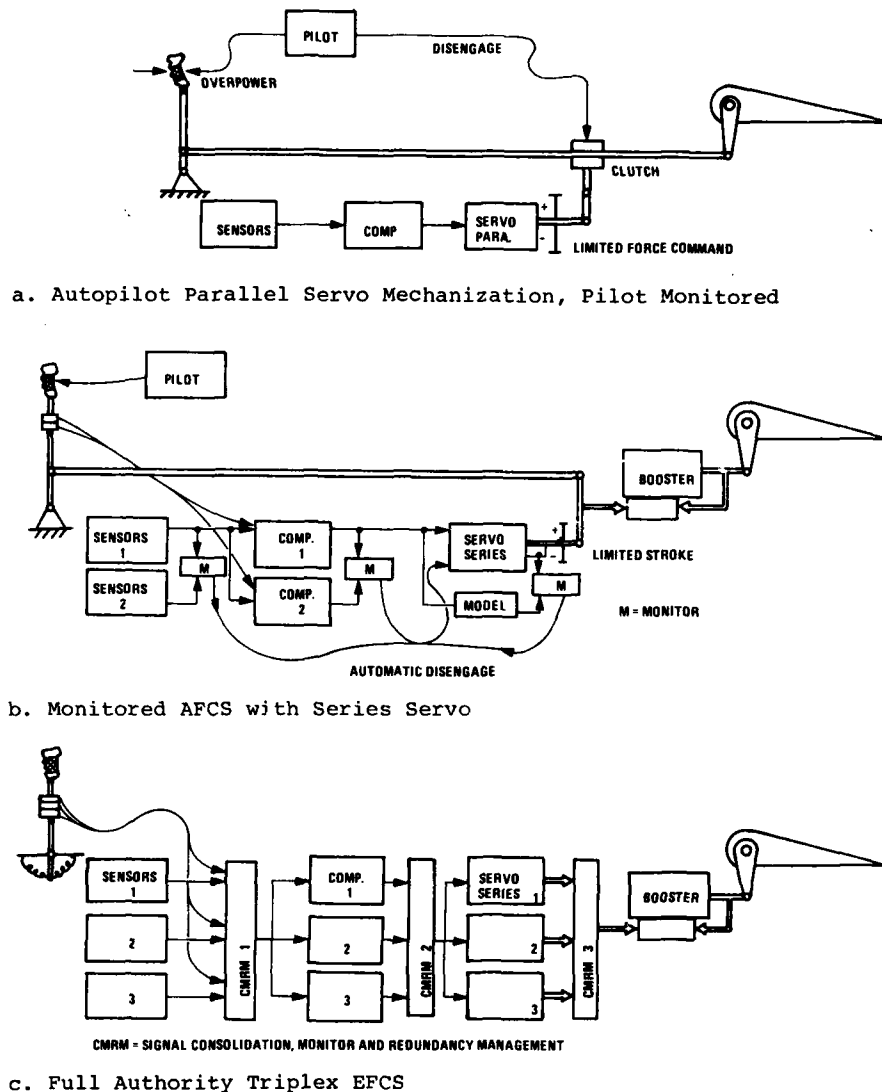 PILOT
DISENGAGE
OVERPOWER
CLUTCH
SENSORS
COMP
SERVO
PARA.
+
-
LIMITED FORCE COMMAND
a. Autopilot Parallel Servo Mechanization, Pilot Monitored
PILOT
BOOSTER
SENSORS
1
COMP.
1
SERVO
SERIES
+
-
LIMITED STROKE
M
M
M
SENSORS
2
COMP.
2
MODEL
M = MONITOR
AUTOMATIC DISENGAGE
b. Monitored AFCS with Series Servo
SENSORS
1
COMP.
1
SERVO
SERIES
1
BOOSTER
CMRM 1
CMRM 2
CMRM 3
2
2
2
3
3
3
CMRM = SIGNAL CONSOLIDATION, MONITOR AND REDUNDANCY MANAGEMENT
c. Full Authority Triplex EFCS